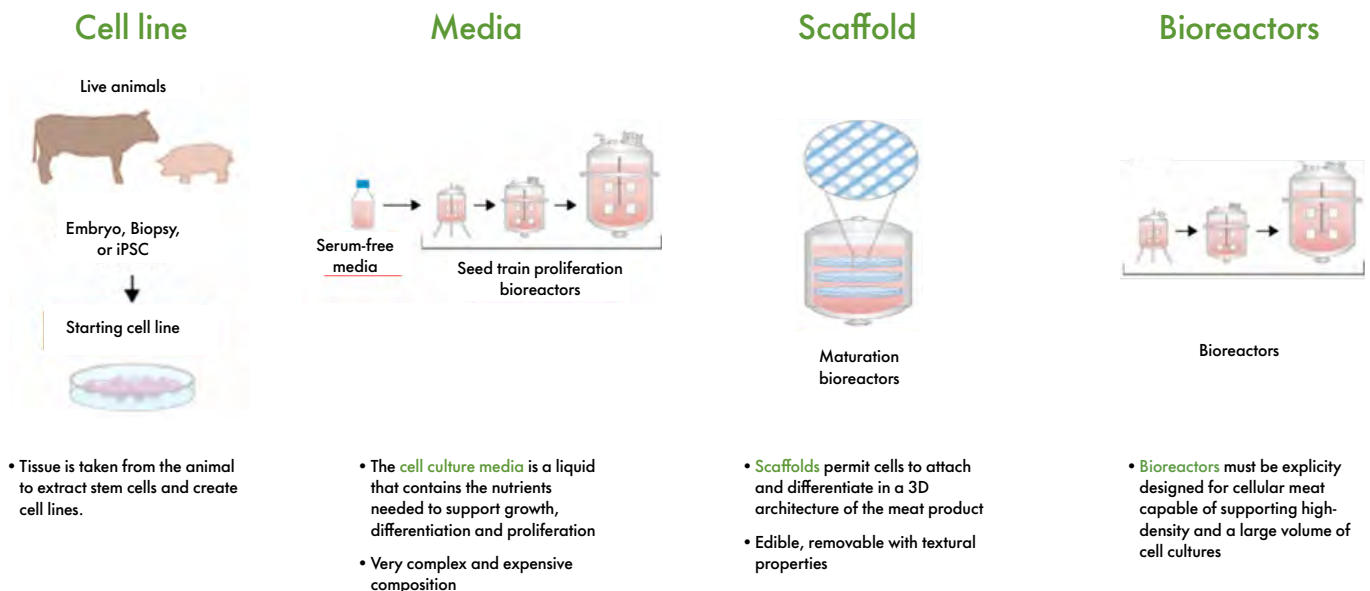 Cell line
Live animals
Embryo, Biopsy,
or iPSC
Starting cell line
• Tissue is taken from the animal
to extract stem cells and create
cell lines.
Media
Serum-free
media
Seed train proliferation
bioreactors
• The cell culture media is a liquid
that contains the nutrients
needed to support growth,
differentiation and proliferation
• Very complex and expensive
composition
Scaffold
Maturation
bioreactors
• Scaffolds permit cells to attach
and differentiate in a 3D
architecture of the meat product
• Edible, removable with textural
properties
Bioreactors
Bioreactors
• Bioreactors must be explicity
designed for cellular meat
capable of supporting high-
density and a large volume of
cell cultures